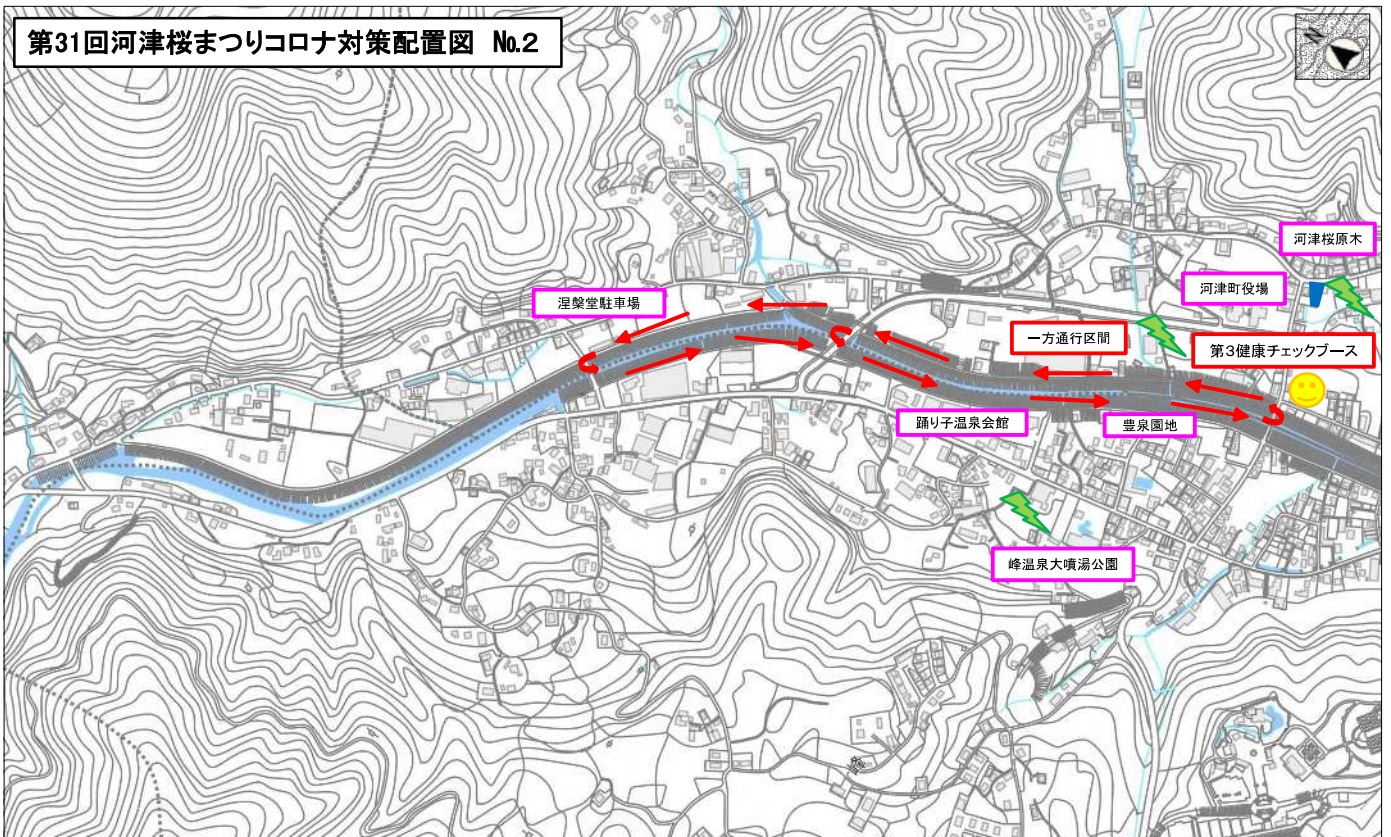 第31回河津桜まつりコロナ対策配置図 No.2
N
河津桜原木
河津町役場
涅槃堂駐車場
一方通行区間
第3健康チェックブース
踊り子温泉会館
豊泉園地
峰温泉大噴湯公園